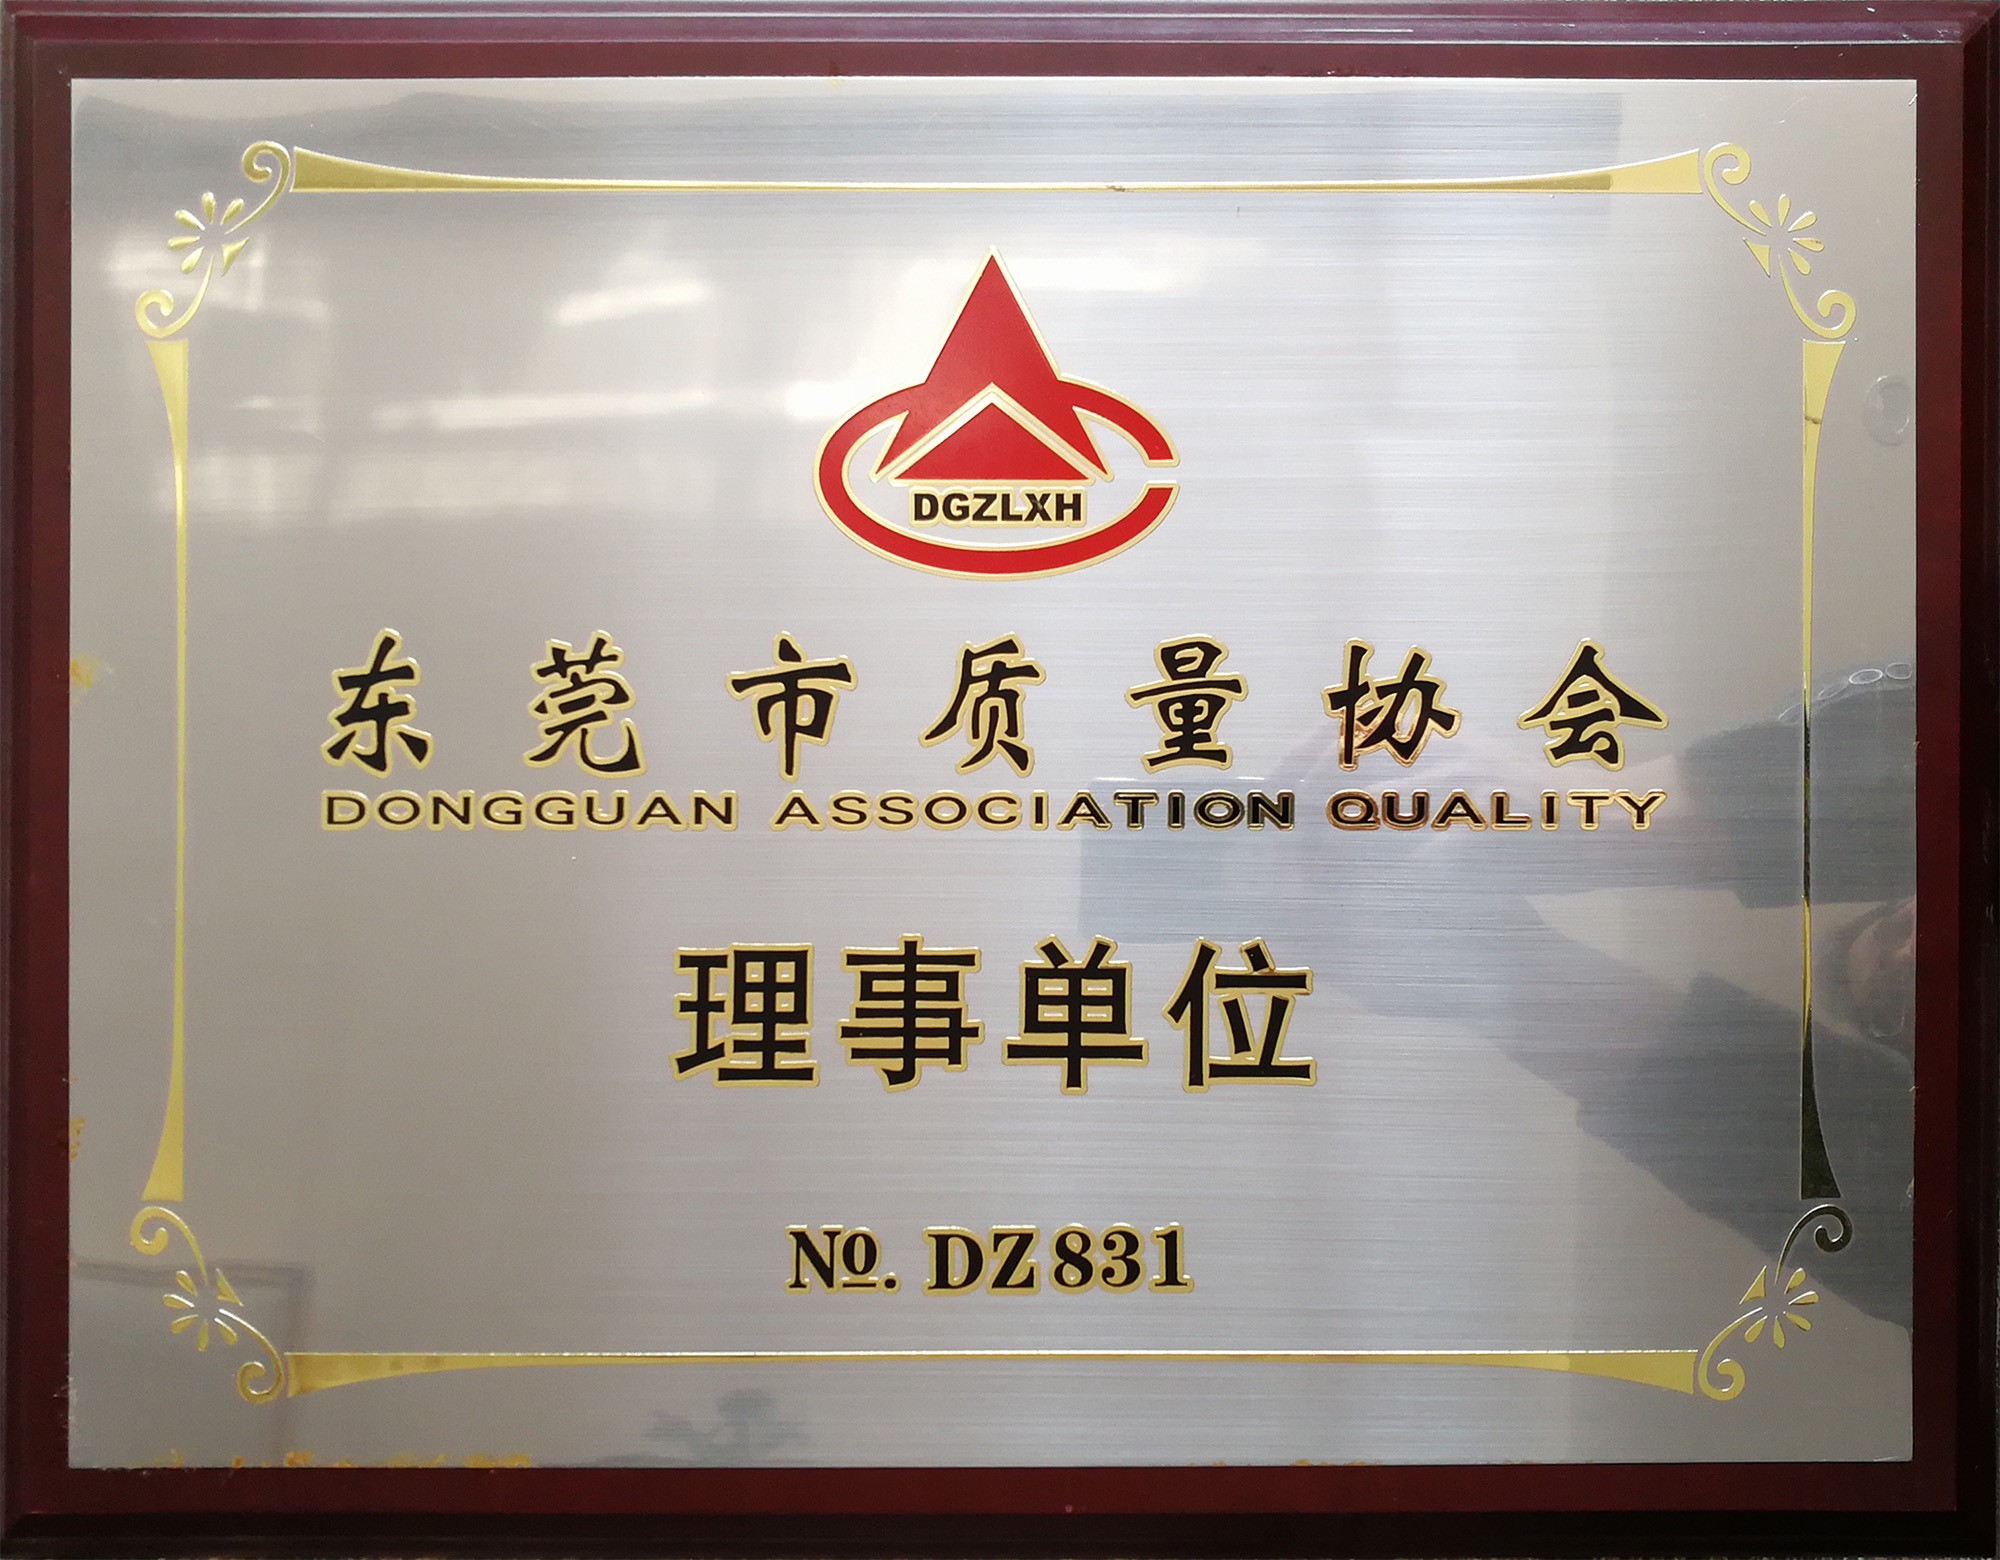 DGZLXH
东莞市质量协会
DONGGUAN ASSOCIATION QUALITY
理事单位
№. DZ831